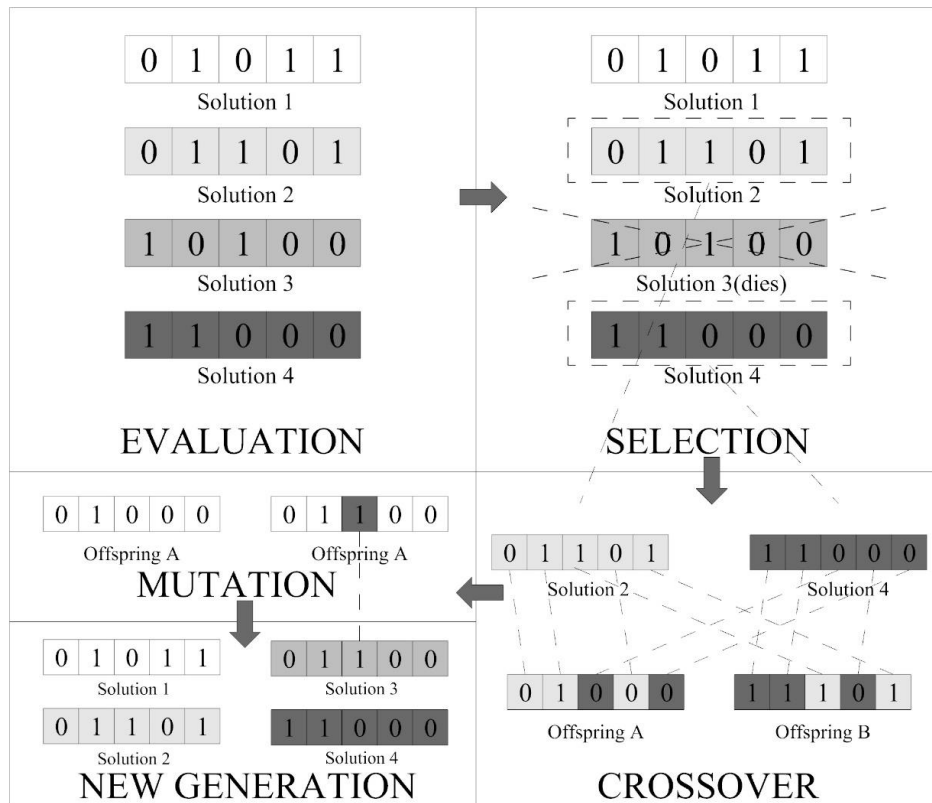 0 1 0 1 1
Solution 1
0 1 1 0 1
Solution 2
1 0 1 0 0
Solution 3
1 1 0 0 0
Solution 4
EVALUATION
0 1 0 1 1
Solution 1
0 1 1 0 1
Solution 2
1 0 1 0 0
Solution 3(dies)
1 1 0 0 0
Solution 4
SELECTION
0 1 0 0 0
Offspring A
0 1 1 0 0
Offspring A
MUTATION
0 1 1 0 1
Solution 2
1 1 0 0 0
Solution 4
0 1 0 0 0
Offspring A
1 1 1 0 1
Offspring B
CROSSOVER
0 1 0 1 1
Solution 1
0 1 1 0 0
Solution 3
0 1 1 0 1
Solution 2
1 1 0 0 0
Solution 4
NEW GENERATION